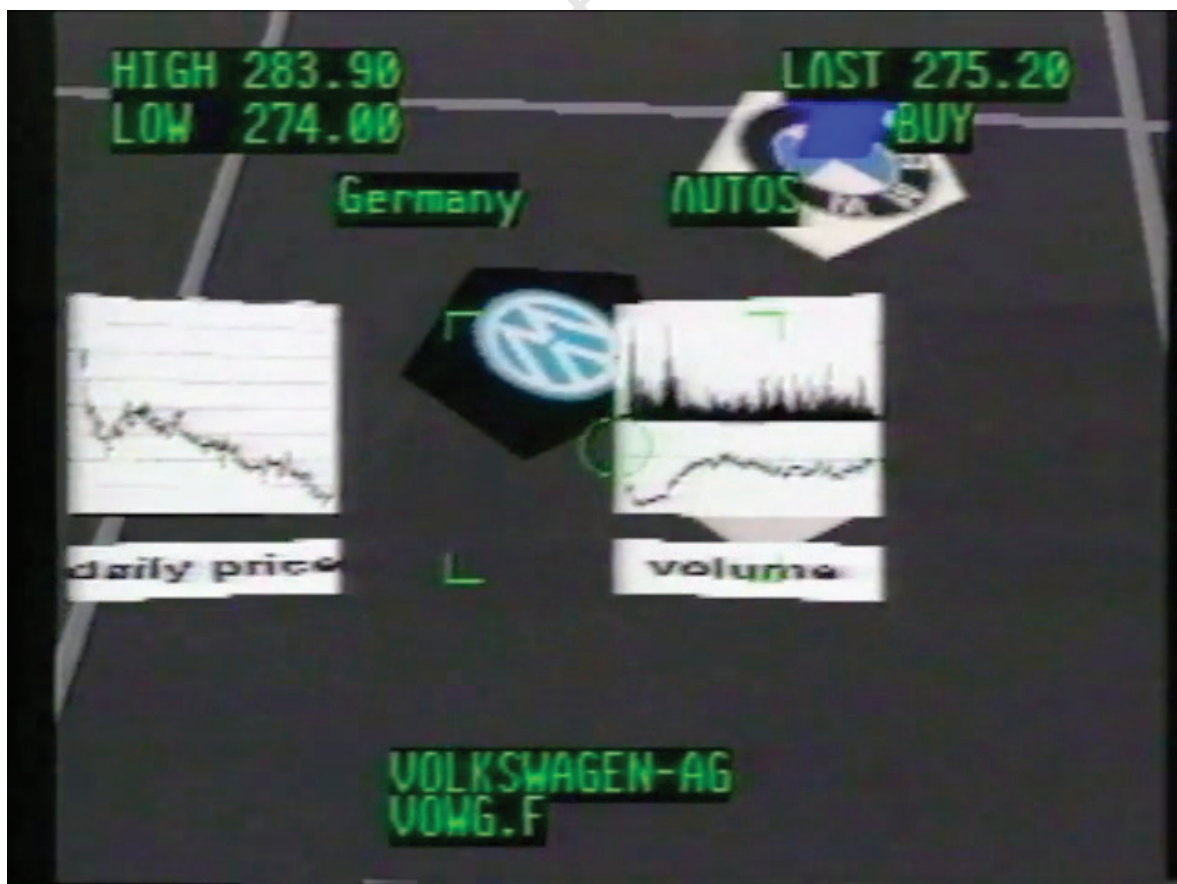 HIGH 283.90
LOW 274.00
LAST 275.20
BUY
Germany
AUTOS
daily price
volume
VOLKSWAGEN-AG
VOWG.F